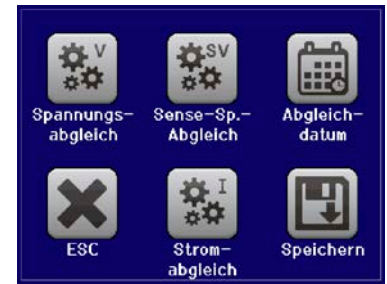 V
SV
Spannungs-
abgleich
Sense-Sp.-
Abgleich
Abgleich-
datum
I
ESC
Strom-
abgleich
Speichern